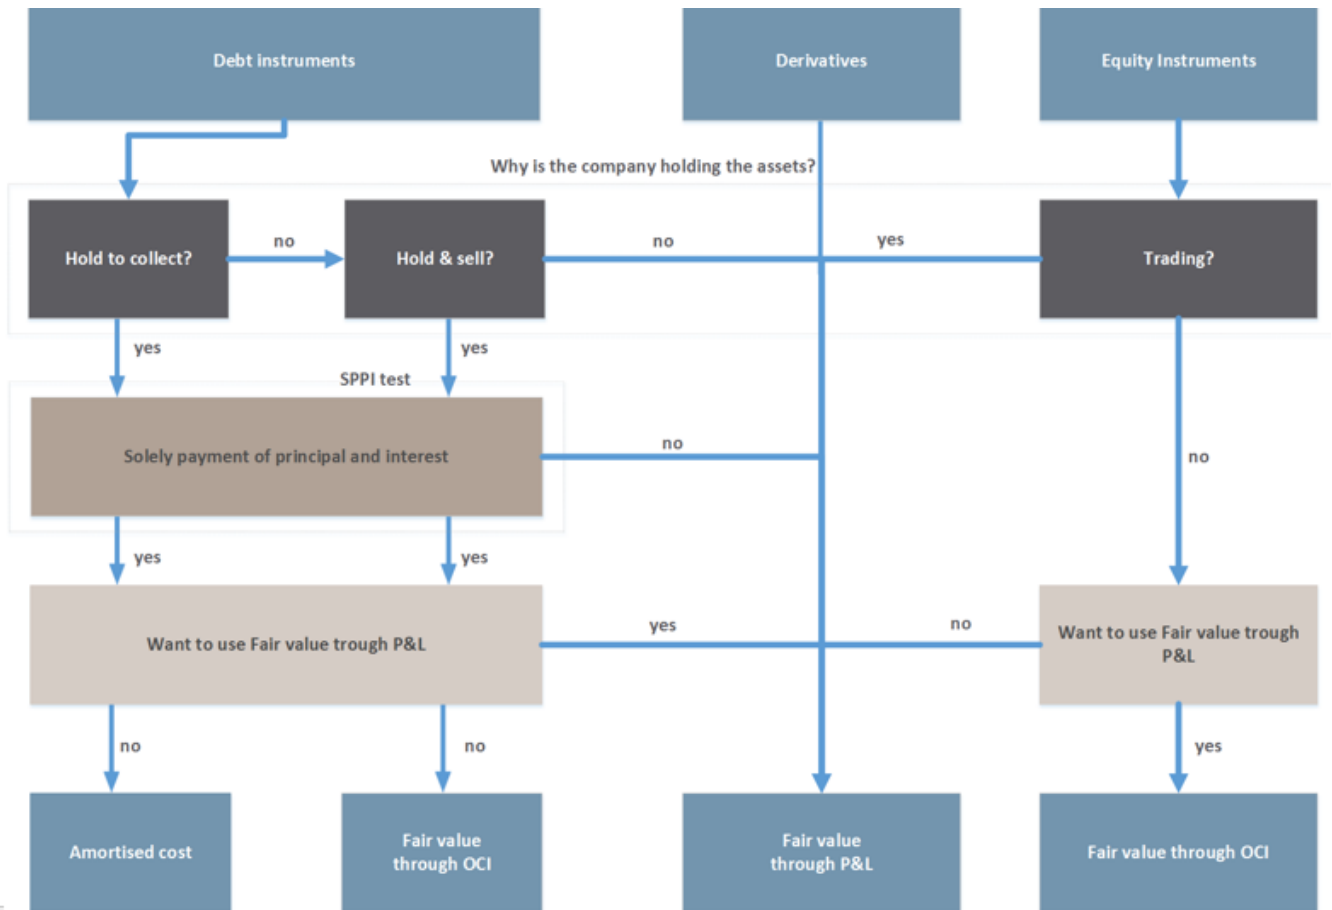 Debt instruments
Derivatives
Equity Instruments
Why is the company holding the assets?
Hold to collect?
no
Hold & sell?
no
yes
Trading?
yes
yes
SPPI test
Solely payment of principal and interest
no
no
yes
yes
Want to use Fair value trough P&L
yes
no
Want to use Fair value trough
P&L
no
no
yes
Amortised cost
Fair value
through OCI
Fair value
through P&L
Fair value through OCI